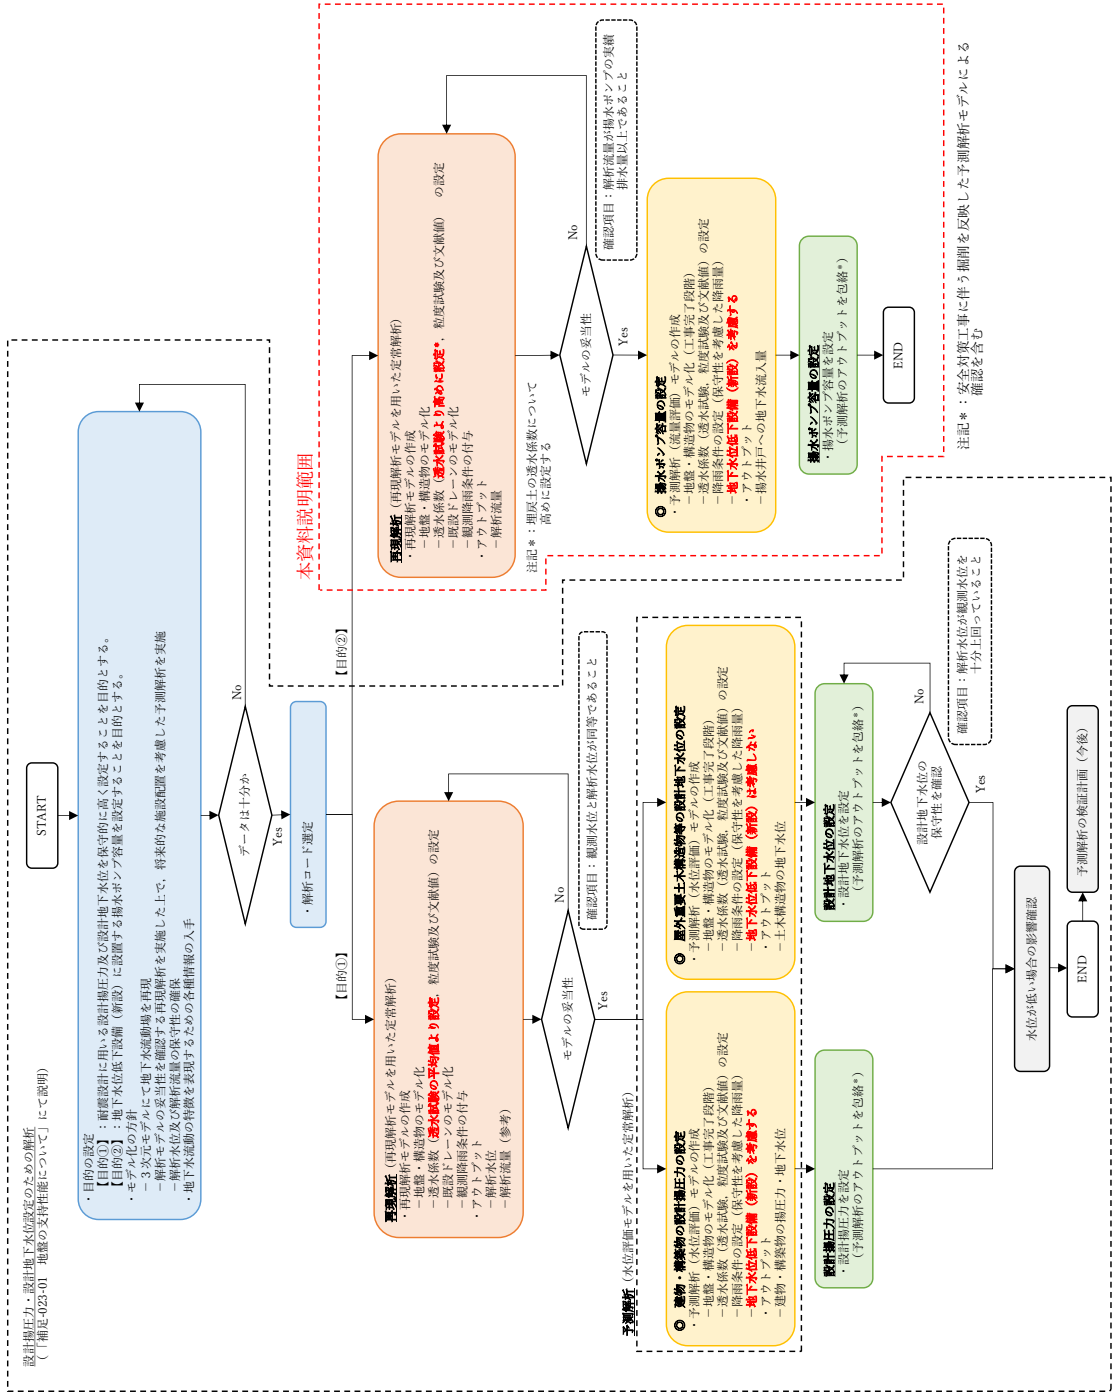 設計揚圧力・設計地下水位設定のための解析
(「補足-023-01　地盤の支持性能について」にて説明)
START
・目的の設定
【目的①】：耐震設計に用いる設計揚圧力及び設計地下水位を保守的に高く設定することを目的とする。
【目的②】：地下水位低下設備（新設）に設置する揚水ポンプ容量を設定することを目的とする。
・モデル化の方針
－３次元モデルにて地下水流動場を再現
－解析モデルの妥当性を確認する再現解析を実施した上で，将来的な施設配置を考慮した予測解析を実施
－解析水位及び解析流量の保守性の確保
・地下水流動の特徴を表現するための各種情報の入手
データは十分か
No
Yes
・解析コード選定
【目的①】
【目的②】
再現解析（再現解析モデルを用いた定常解析）
・再現解析モデルの作成
－地盤・構造物のモデル化
－透水係数（透水試験の平均値より設定，粒度試験及び文献値）の設定
－既設ドレーンのモデル化
－観測降雨条件の付与
・アウトプット
－解析水位
－解析流量（参考）
モデルの妥当性
No
Yes
確認項目：観測水位と解析水位が同等であること
予測解析（水位評価モデルを用いた定常解析）
◎　建物・構築物の設計揚圧力の設定
・予測解析（水位評価）モデルの作成
－地盤・構造物のモデル化（工事完了段階）
－透水係数（透水試験，粒度試験及び文献値）の設定
－降雨条件の設定（保守性を考慮した降雨量）
－地下水位低下設備（新設）を考慮する
・アウトプット
－建物・構築物の揚圧力・地下水位
◎　屋外重要土木構造物等の設計地下水位の設定
・予測解析（水位評価）モデルの作成
－地盤・構造物のモデル化（工事完了段階）
－透水係数（透水試験，粒度試験及び文献値）の設定
－降雨条件の設定（保守性を考慮した降雨量）
－地下水位低下設備（新設）は考慮しない
・アウトプット
－土木構造物の地下水位
設計揚圧力の設定
・設計揚圧力を設定
（予測解析のアウトプットを包絡*）
設計地下水位の設定
・設計地下水位を設定
（予測解析のアウトプットを包絡*）
設計地下水位の
保守性を確認
No
Yes
確認項目：解析水位が観測水位を
十分上回っていること
水位が低い場合の影響確認
END
予測解析の検証計画（今後）
本資料説明範囲
再現解析（再現解析モデルを用いた定常解析）
・再現解析モデルの作成
－地盤・構造物のモデル化
－透水係数（透水試験より高めに設定*，粒度試験及び文献値）　の設定
－既設ドレーンのモデル化
－観測降雨条件の付与
・アウトプット
－解析流量
注記＊：埋戻土の透水係数について
高めに設定する
モデルの妥当性
No
Yes
確認項目：解析流量が揚水ポンプの実績
排水量以上であること
◎　揚水ポンプ容量の設定
・予測解析（流量評価）モデルの作成
－地盤・構造物のモデル化（工事完了段階）
－透水係数（透水試験，粒度試験及び文献値）の設定
－降雨条件の設定（保守性を考慮した降雨量）
－地下水位低下設備（新設）を考慮する
・アウトプット
－揚水井戸への地下水流入量
揚水ポンプ容量の設定
・揚水ポンプ容量を設定
（予測解析のアウトプットを包絡*）
END
注記＊：安全対策工事に伴う掘削を反映した予測解析モデルによる
確認を含む